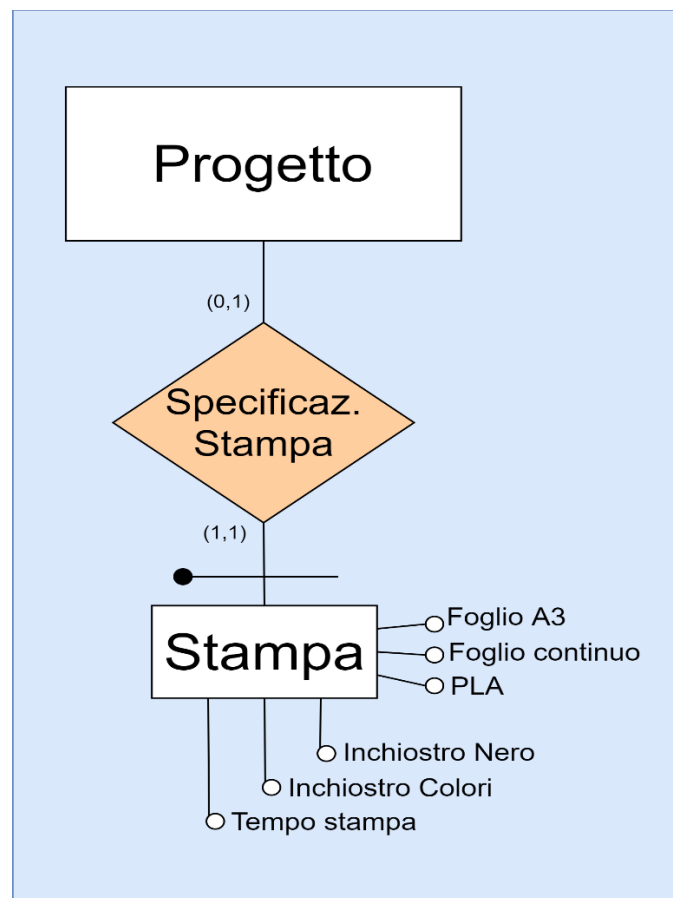 Progetto
(0,1)
Specificaz.
Stampa
(1,1)
Stampa
Foglio A3
Foglio continuo
PLA
Inchiostro Nero
Inchiostro Colori
Tempo stampa